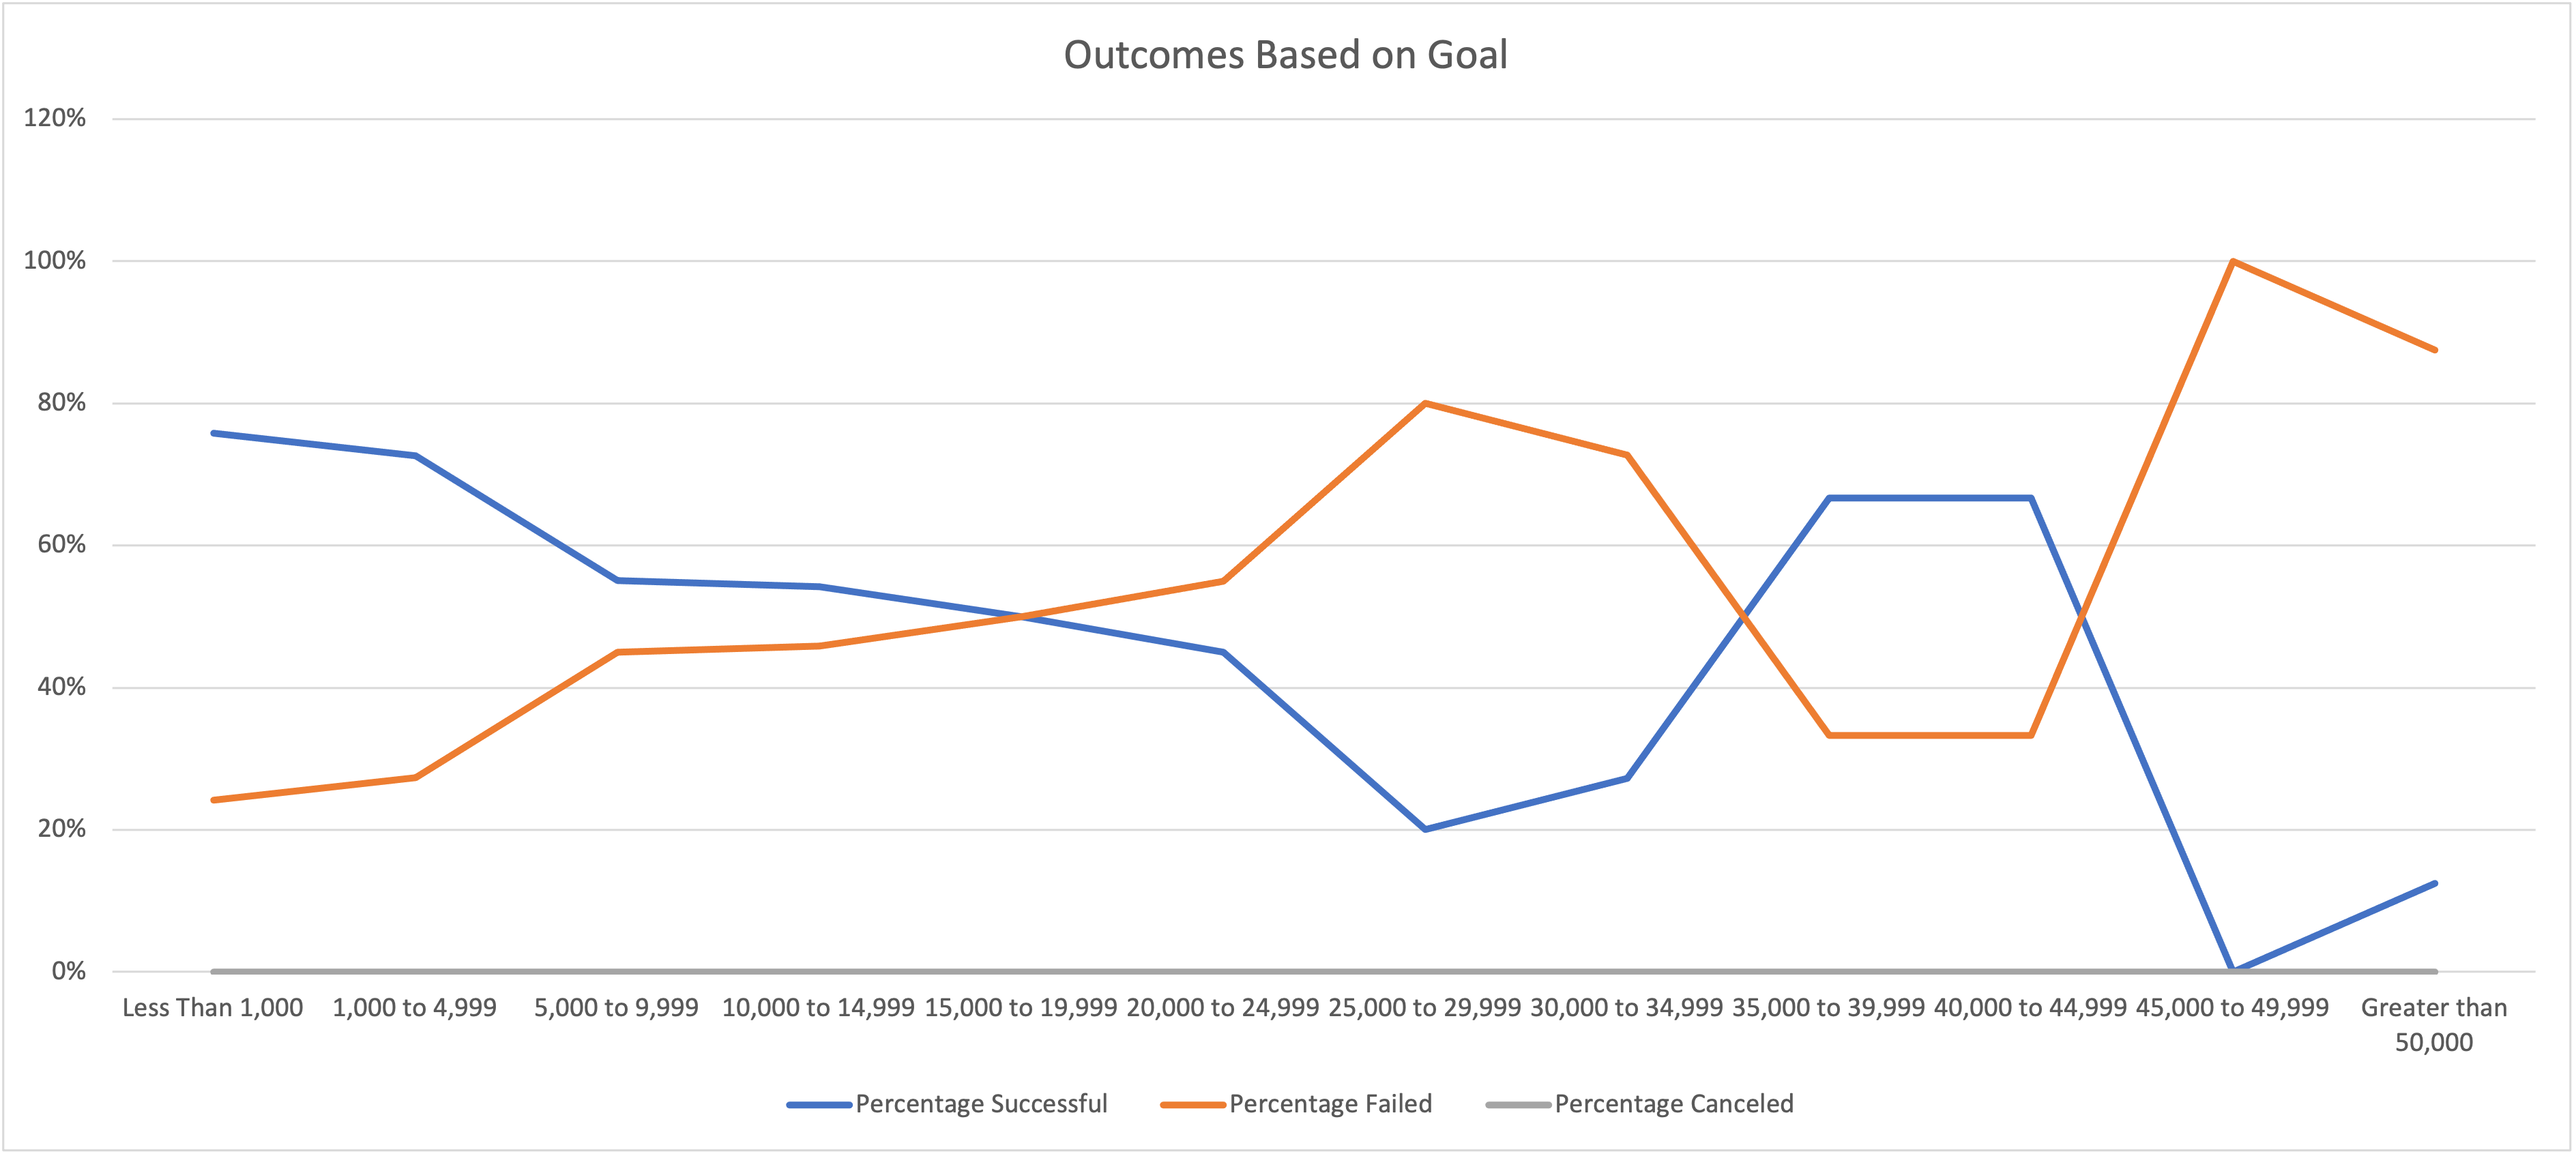 Outcomes Based on Goal
120%
100%
80%
60%
40%
20%
0%
Less Than 1,000
1,000 to 4,999
5,000 to 9,999
10,000 to 14,999
15,000 to 19,999
20,000 to 24,999
25,000 to 29,999
30,000 to 34,999
35,000 to 39,999
40,000 to 44,999
45,000 to 49,999
Greater than
50,000
Percentage Successful
Percentage Failed
Percentage Canceled